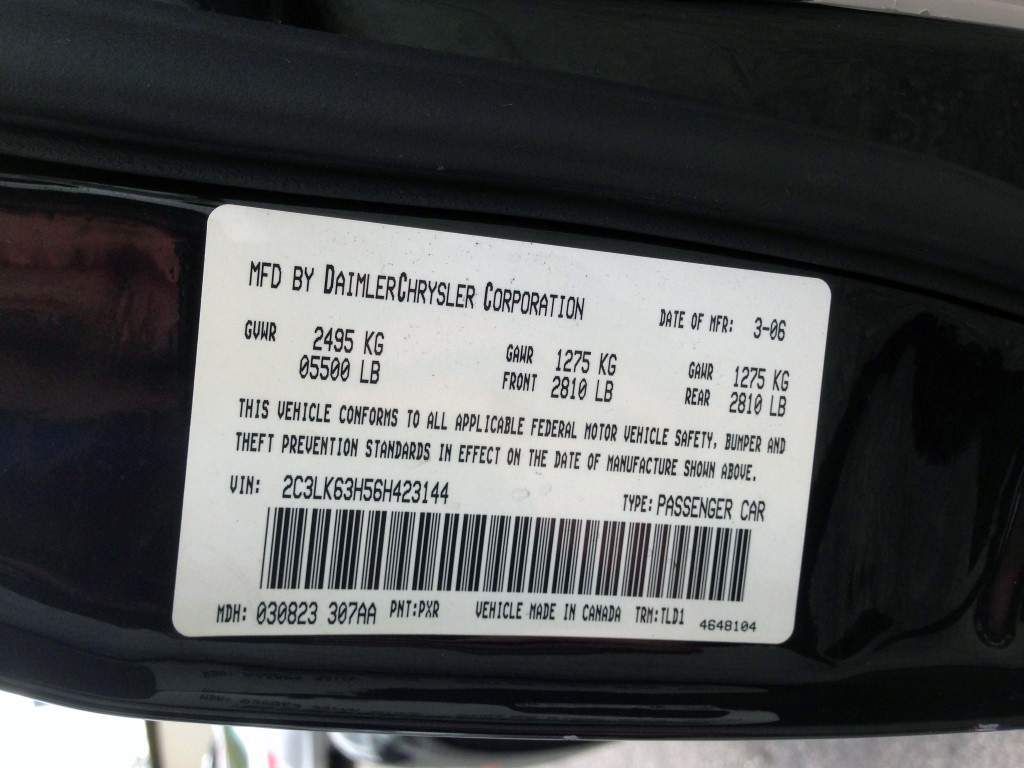 MFD BY DAIMLERCHRYSLER CORPORATION DATE OF MFR: 3-06
GVWR 2495 KG GAWR 1275 KG GAWR 1275 KG
05500 LB FRONT 2810 LB REAR 2810 LB
THIS VEHICLE CONFORMS TO ALL APPLICABLE FEDERAL MOTOR VEHICLE SAFETY, BUMPER AND
THEFT PREVENTION STANDARDS IN EFFECT ON THE DATE OF MANUFACTURE SHOWN ABOVE.
VIN: 2C3LK63H56H423144 TYPE: PASSENGER CAR
MDH: 030823 307AA PNT:PXR VEHICLE MADE IN CANADA TRM:TLD1 4648104